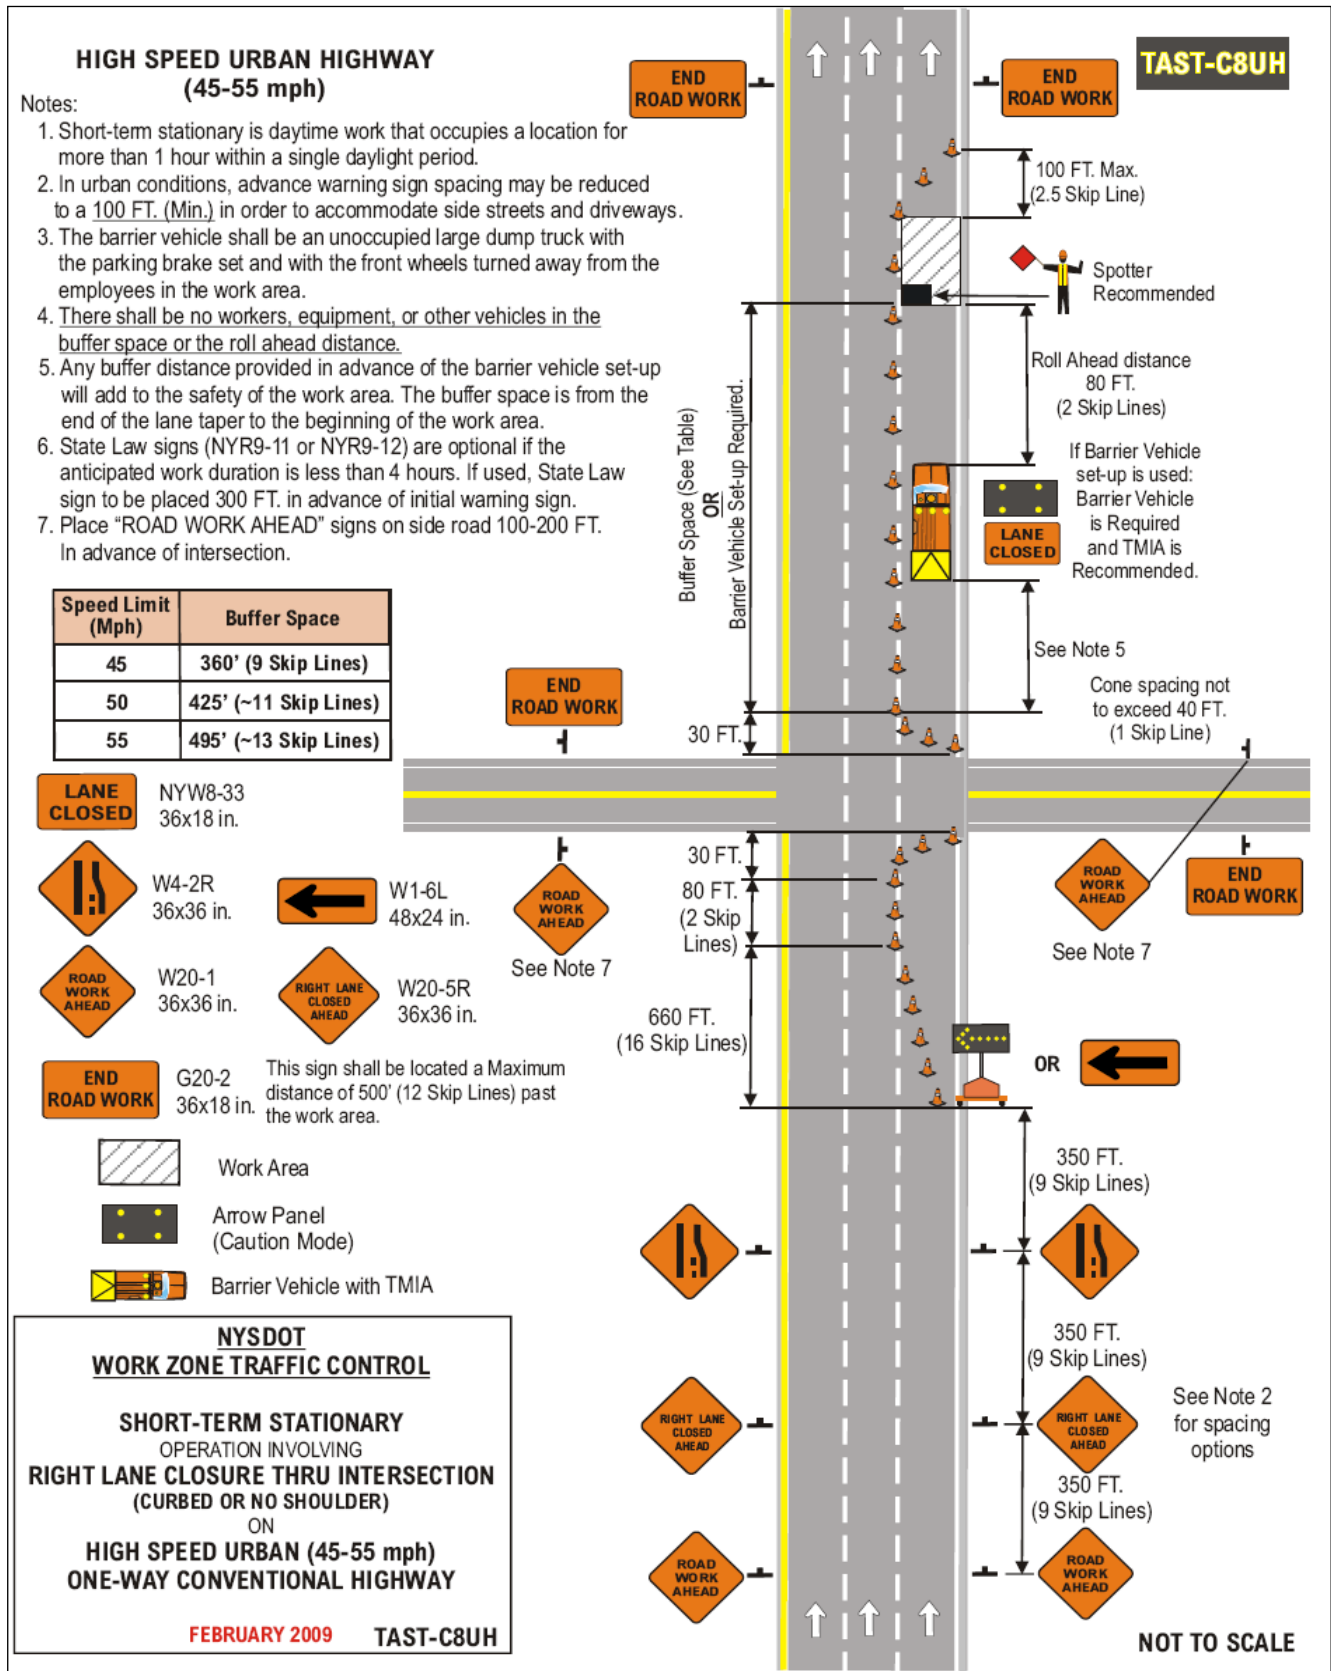 HIGH SPEED URBAN HIGHWAY
(45-55 mph)
Notes:
1. Short-term stationary is daytime work that occupies a location for
more than 1 hour within a single daylight period.
2. In urban conditions, advance warning sign spacing may be reduced
to a 100 FT. (Min.) in order to accommodate side streets and driveways.
3. The barrier vehicle shall be an unoccupied large dump truck with
the parking brake set and with the front wheels turned away from the
employees in the work area.
4. There shall be no workers, equipment, or other vehicles in the
buffer space or the roll ahead distance.
5. Any buffer distance provided in advance of the barrier vehicle set-up
will add to the safety of the work area. The buffer space is from the
end of the lane taper to the beginning of the work area.
6. State Law signs (NYR9-11 or NYR9-12) are optional if the
anticipated work duration is less than 4 hours. If used, State Law
sign to be placed 300 FT. in advance of initial warning sign.
7. Place “ROAD WORK AHEAD” signs on side road 100-200 FT.
In advance of intersection.
Speed Limit
(Mph)
Buffer Space
45
360’ (9 Skip Lines)
50
425’ (~11 Skip Lines)
55
495’ (~13 Skip Lines)
LANE
CLOSED
NYW8-33
36x18 in.
W4-2R
36x36 in.
W1-6L
48x24 in.
ROAD
WORK
AHEAD
W20-1
36x36 in.
RIGHT LANE
CLOSED
AHEAD
W20-5R
36x36 in.
END
ROAD WORK
G20-2
36x18 in.
This sign shall be located a Maximum
distance of 500’ (12 Skip Lines) past
the work area.
Work Area
Arrow Panel
(Caution Mode)
Barrier Vehicle with TMIA
NYSDOT
WORK ZONE TRAFFIC CONTROL
SHORT-TERM STATIONARY
OPERATION INVOLVING
RIGHT LANE CLOSURE THRU INTERSECTION
(CURBED OR NO SHOULDER)
ON
HIGH SPEED URBAN (45-55 mph)
ONE-WAY CONVENTIONAL HIGHWAY
FEBRUARY 2009
TAST-C8UH
TAST-C8UH
END
ROAD WORK
END
ROAD WORK
100 FT. Max.
(2.5 Skip Line)
Spotter
Recommended
Roll Ahead distance
80 FT.
(2 Skip Lines)
Buffer Space (See Table)
OR
Barrier Vehicle Set-up Required.
LANE
CLOSED
If Barrier Vehicle
set-up is used:
Barrier Vehicle
is Required
and TMIA is
Recommended.
See Note 5
Cone spacing not
to exceed 40 FT.
(1 Skip Line)
END
ROAD WORK
30 FT.
30 FT.
80 FT.
(2 Skip
Lines)
ROAD
WORK
AHEAD
See Note 7
ROAD
WORK
AHEAD
See Note 7
END
ROAD WORK
660 FT.
(16 Skip Lines)
OR
350 FT.
(9 Skip Lines)
350 FT.
(9 Skip Lines)
RIGHT LANE
CLOSED
AHEAD
RIGHT LANE
CLOSED
AHEAD
See Note 2
for spacing
options
350 FT.
(9 Skip Lines)
ROAD
WORK
AHEAD
ROAD
WORK
AHEAD
NOT TO SCALE